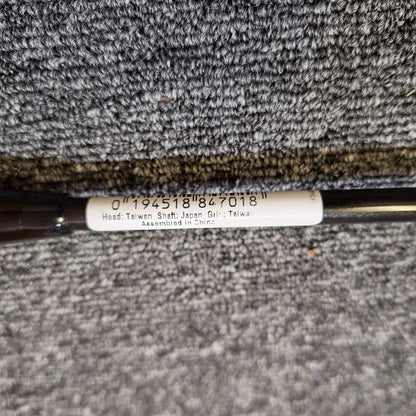 0 194518 847018
Head: Taiwan Shaft: Japan Grip: Taiwan
Assembled in China